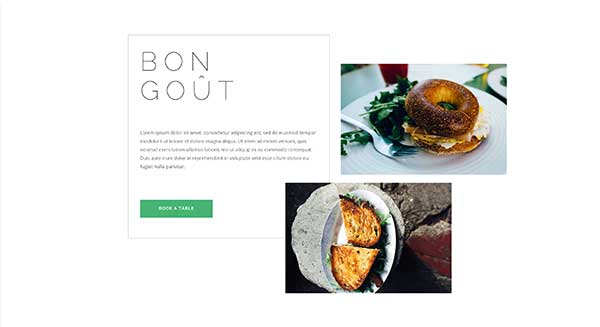 BON
GOÛT
Lorem ipsum dolor sit amet, consectetur adipiscing elit, sed do eiusmod tempor
incididunt ut labore et dolore magna aliqua. Ut enim ad minim veniam, quis
nostrud exercitation ullamco laboris nisi ut aliquip ex ea commodo consequat.
Duis aute irure dolor in reprehenderit in voluptate velit esse cillum dolore eu
fugiat nulla pariatur.
BOOK A TABLE